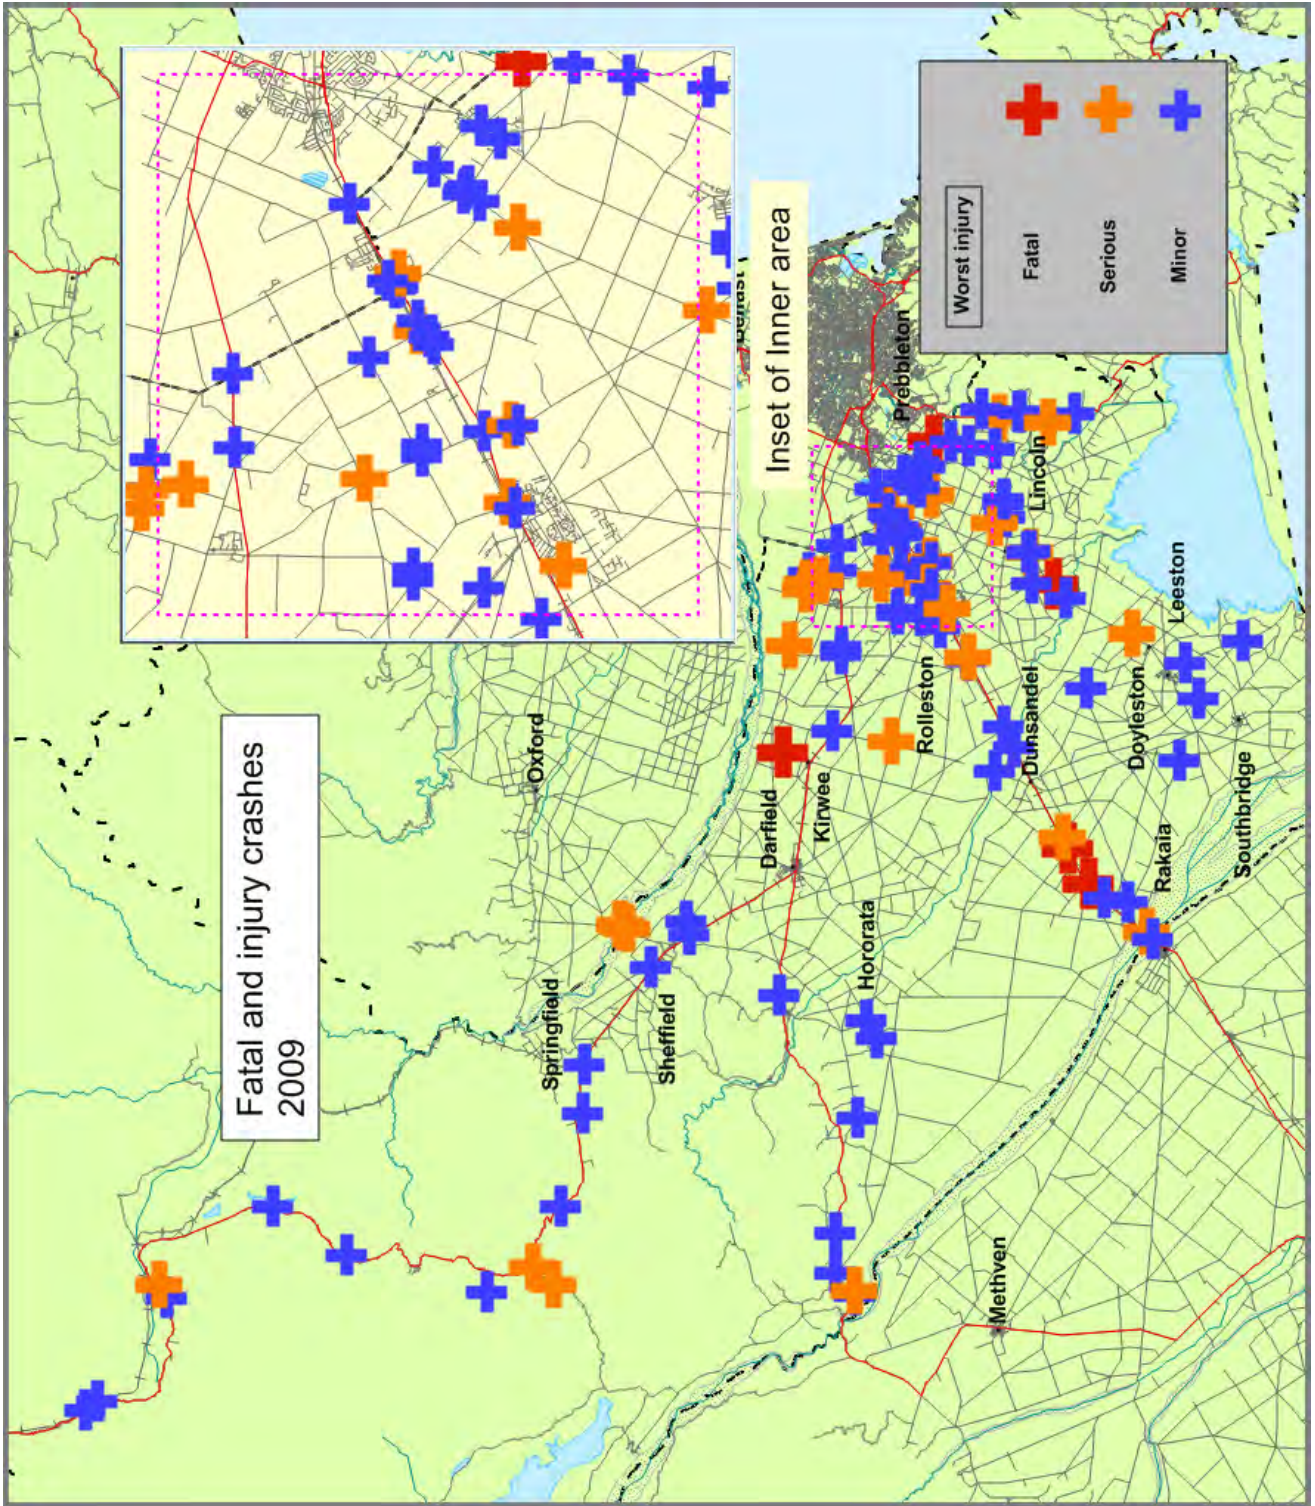 Fatal and injury crashes
2009
Inset of Inner area
Worst injury
Fatal
Serious
Minor
Oxford
Springfield
Sheffield
Darfield
Kirwee
Hororata
Methven
Prebbleton
Lincoln
Rolleston
Dunsandel
Leeston
Doyleston
Rakaia
Southbridge